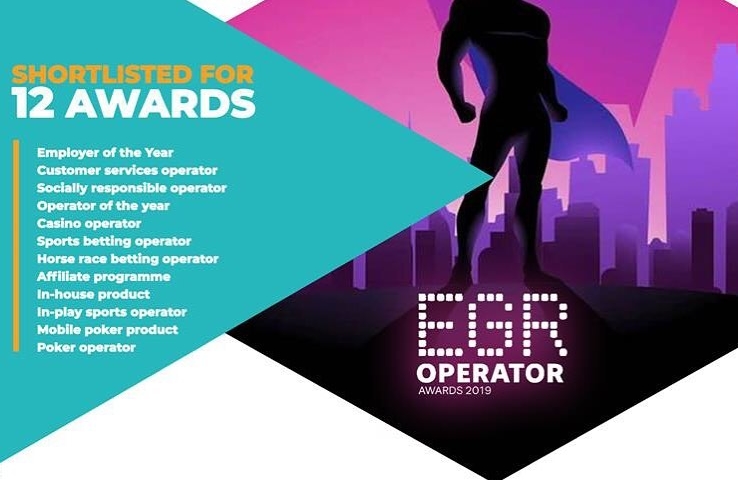 SHORTLISTED FOR
12 AWARDS
Employer of the Year
Customer services operator
Socially responsible operator
Operator of the year
Casino operator
Sports betting operator
Horse race betting operator
Affiliate programme
In-house product
In-play sports operator
Mobile poker product
Poker operator
EGR
OPERATOR
AWARDS 2019